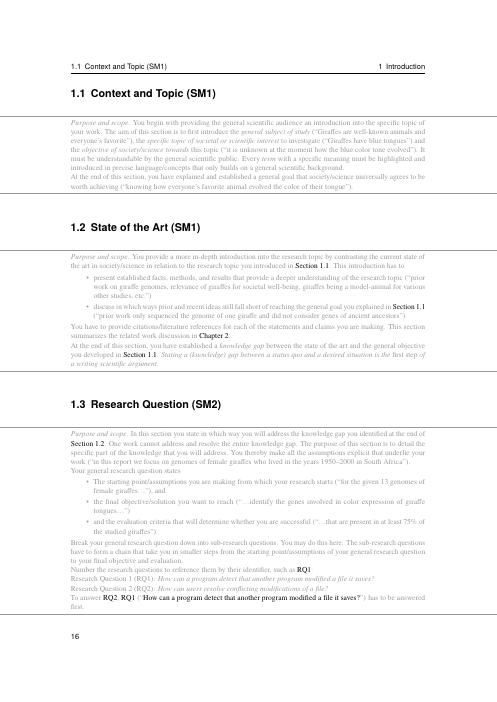 1.1 Context and Topic (SM1) 1 Introduction
1.1 Context and Topic (SM1)
Purpose and scope. You begin with providing the general scientific audience an introduction into the specific topic of
your work. The aim of this section is to first introduce the general subject of study (“Giraffes are well-known animals and
everyone's favorite”), the specific topic of societal or scientific interest to investigate (“Giraffes have blue tongues”) and
the objective of society/science towards this topic (“it is unknown at the moment how the blue color tone evolved”). It
must be understandable by the general scientific public. Every term with a specific meaning must be highlighted and
introduced in precise language/concepts that only builds on a general scientific background.
At the end of this section, you have explained and established a general goal that society/science universally agrees to be
worth achieving (“knowing how everyone's favorite animal evolved the color of their tongue”).
1.2 State of the Art (SM1)
Purpose and scope. You provide a more in-depth introduction into the research topic by contrasting the current state of
the art in society/science in relation to the research topic you introduced in Section 1.1. This introduction has to
• present established facts, methods, and results that provide a deeper understanding of the research topic (“prior
work on giraffe genomes, relevance of giraffes for societal well-being, giraffes being a model-animal for various
other studies, etc.”)
• discuss in which ways prior and recent ideas still fall short of reaching the general goal you explained in Section 1.1
(“prior work only sequenced the genome of one giraffe and did not consider genes of ancient ancestors”)
You have to provide citations/literature references for each of the statements and claims you are making. This section
summarizes the related work discussion in Chapter 2.
At the end of this section, you have established a knowledge gap between the state of the art and the general objective
you developed in Section 1.1. Stating a (knowledge) gap between a status quo and a desired situation is the first step of
a writing scientific argument.
1.3 Research Question (SM2)
Purpose and scope. In this section you state in which way you will address the knowledge gap you identified at the end of
Section 1.2. One work cannot address and resolve the entire knowledge gap. The purpose of this section is to detail the
specific part of the knowledge that you will address. You thereby make all the assumptions explicit that underlie your
work (“in this report we focus on genomes of female giraffes who lived in the years 1950–2000 in South Africa”).
Your general research question states
• The starting point/assumptions you are making from which your research starts (“for the given 13 genomes of
female giraffes …”), and
• the final objective/solution you want to reach (“…identify the genes involved in color expression of giraffe
tongues…”)
• and the evaluation criteria that will determine whether you are successful (“…that are present in at least 75% of
the studied giraffes”)
Break your general research question down into sub-research questions. You may do this here. The sub-research questions
have to form a chain that take you in smaller steps from the starting point/assumptions of your general research question
to your final objective and evaluation.
Number the research questions to reference them by their identifier, such as RQ1:
Research Question 1 (RQ1): How can a program detect that another program modified a file it saves?
Research Question 2 (RQ2): How can users resolve conflicting modifications of a file?
To answer RQ2, RQ1 (“How can a program detect that another program modified a file it saves?”) has to be answered
first.
16